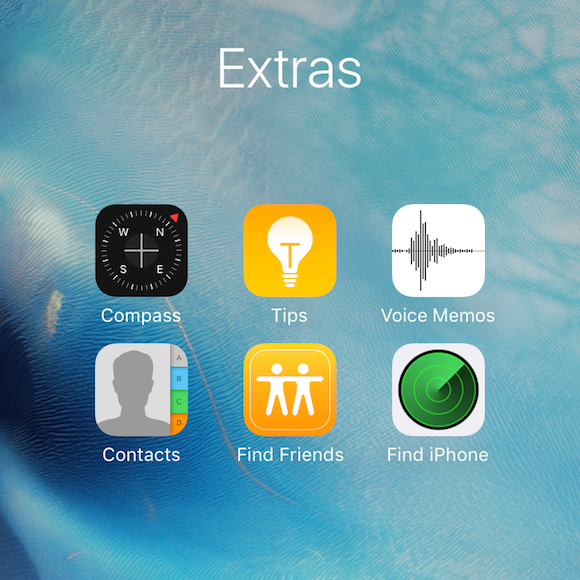 Extras
W N
S E
Compass
T
Tips
Voice Memos
A
B
C
D
Contacts
Find Friends
Find iPhone